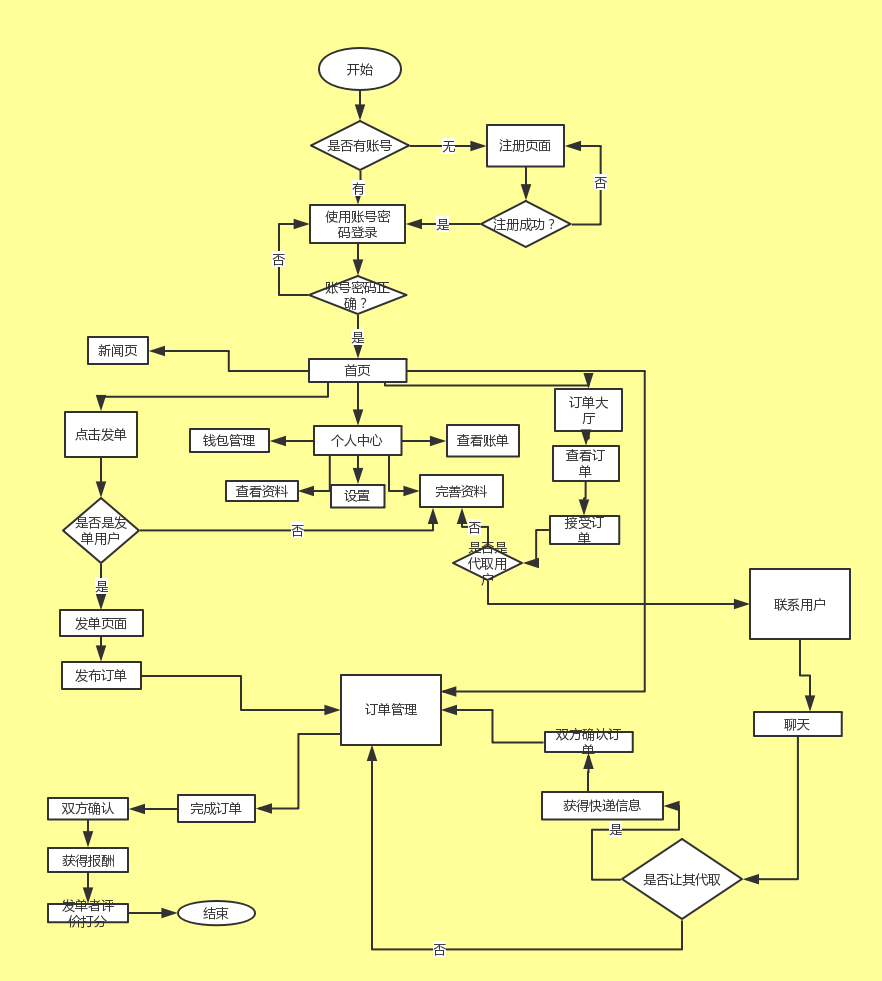 开始
是否有账号
无
注册页面
有
否
使用账号密
码登录
是
注册成功？
否
账号密码正
确？
是
新闻页
首页
订单大
厅
点击发单
钱包管理
个人中心
查看账单
查看订
单
查看资料
设置
完善资料
是否是发
单用户
否
否
接受订
单
是否是
代取用
户
是
联系用户
发单页面
发布订单
订单管理
聊天
双方确认订
单
双方确认
完成订单
获得快递信息
是
获得报酬
是否让其代取
发单者评
价打分
结束
否